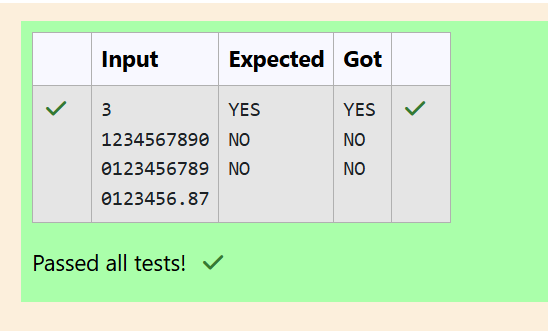 Input Expected Got
3 YES YES
1234567890 NO NO
0123456789 NO NO
0123456.87
Passed all tests!